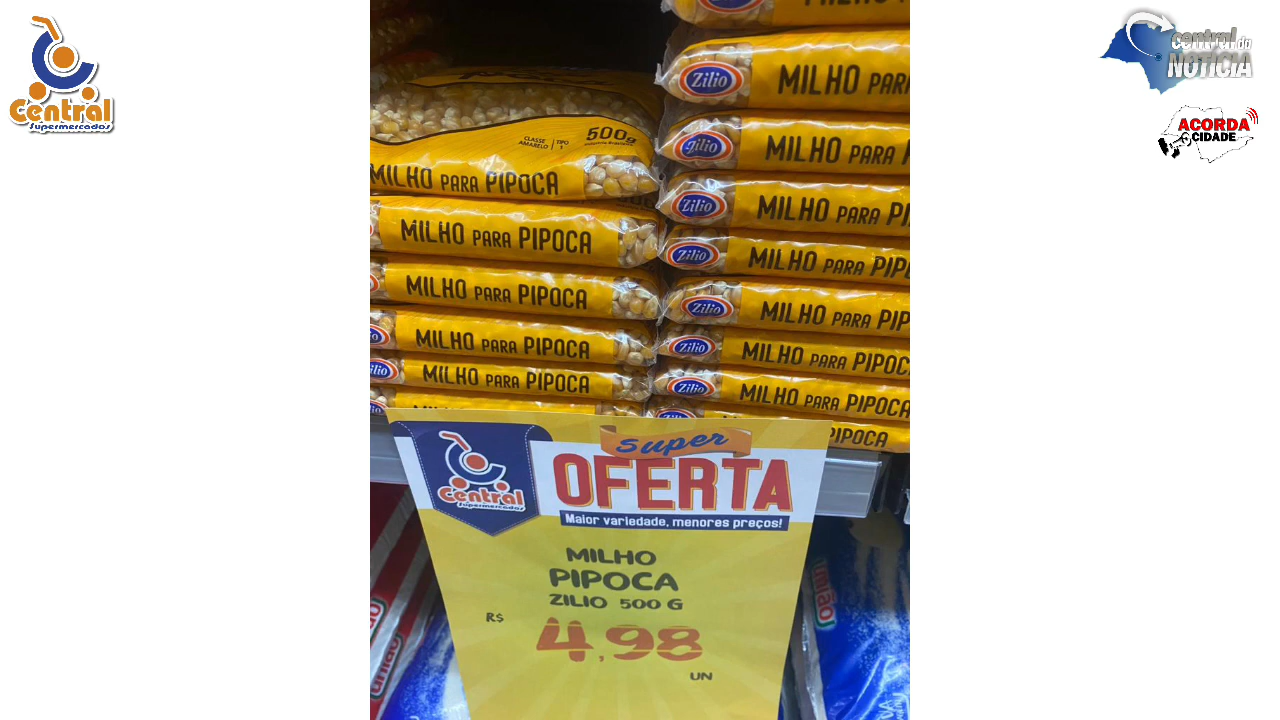 Central
Supermercados
central da
NOTÍCIA
ACORDA
CIDADE
CLASSE
AMARELO
TIPO
1
500g
MILHO PARA PIPOCA
MILHO PARA PIPOCA
MILHO PARA PIPOCA
MILHO PARA PIPOCA
MILHO PARA PIPOCA
Zilio
MILHO PARA
Zilio
MILHO PARA
Zilio
MILHO PARA
Zilio
MILHO PARA
Zilio
MILHO PARA
Zilio
MILHO PARA PIPOCA
Zilio
MILHO PARA PIPOCA
Zilio
PIPOCA
Central
Supermercados
super
OFERTA
Maior variedade, menores preços!
MILHO
PIPOCA
ZILIO 500 G
R$
4,98
UN
união
união